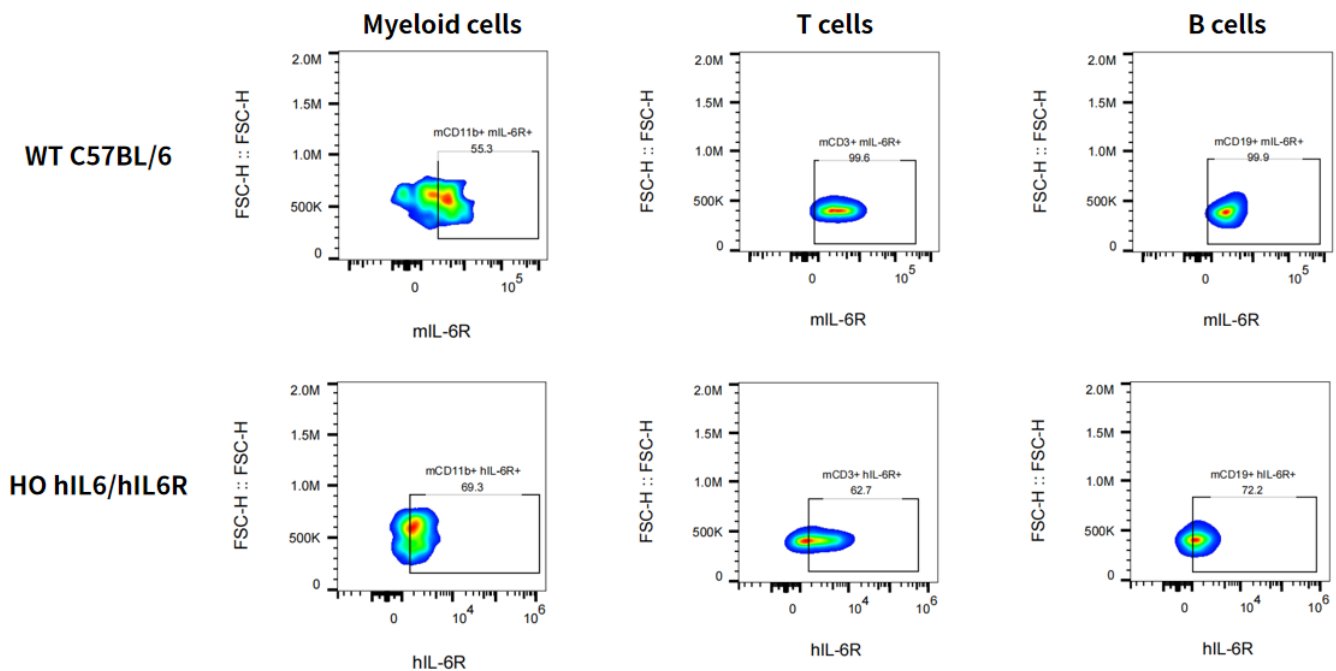 Myeloid cells
T cells
B cells
WT C57BL/6
FSC-H :: FSC-H
2.0M
1.5M
1.0M
500K
0
mCD11b+ mIL-6R+
55.3
0
10^5
mIL-6R
FSC-H :: FSC-H
2.0M
1.5M
1.0M
500K
0
mCD3+ mIL-6R+
99.6
0
10^5
mIL-6R
FSC-H :: FSC-H
2.0M
1.5M
1.0M
500K
0
mCD19+ mIL-6R+
99.9
0
10^5
mIL-6R
HO hIL6/hIL6R
FSC-H :: FSC-H
2.0M
1.5M
1.0M
500K
0
mCD11b+ hIL-6R+
69.3
0
10^4
10^6
hIL-6R
FSC-H :: FSC-H
2.0M
1.5M
1.0M
500K
0
mCD3+ hIL-6R+
62.7
0
10^4
10^6
hIL-6R
FSC-H :: FSC-H
2.0M
1.5M
1.0M
500K
0
mCD19+ hIL-6R+
72.2
0
10^4
10^6
hIL-6R